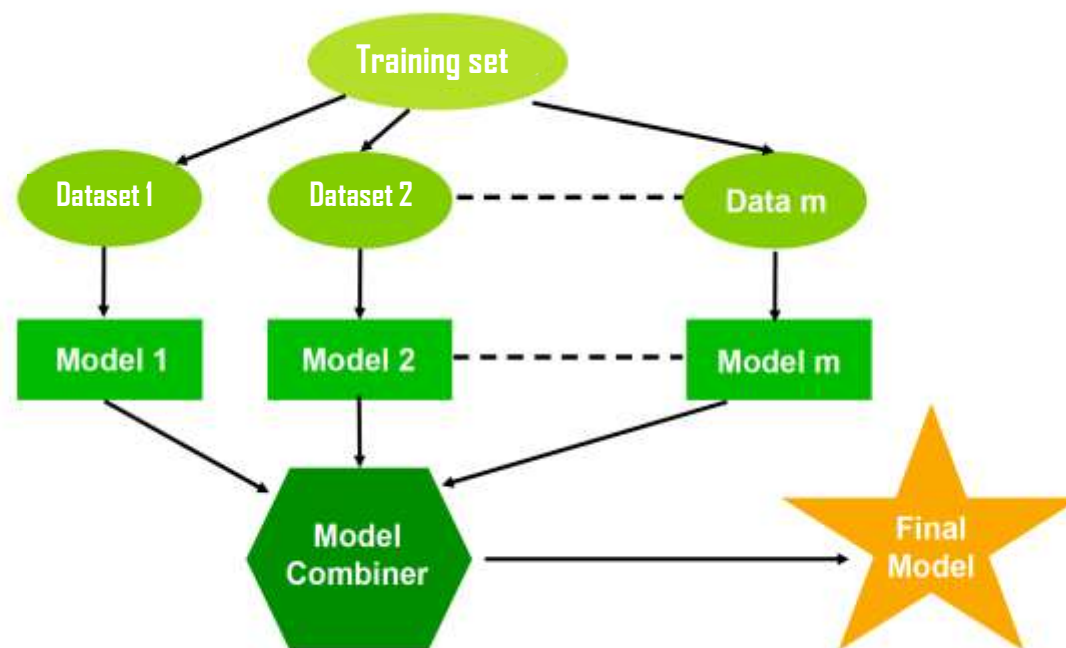 Training set
Dataset 1
Dataset 2
Data m
Model 1
Model 2
Model m
Model
Combiner
Final
Model